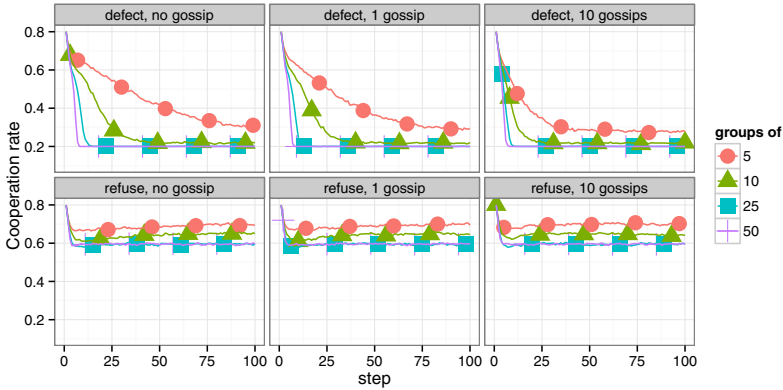 defect, no gossip
defect, 1 gossip
defect, 10 gossips
0.8
0.6
0.4
0.2
refuse, no gossip
refuse, 1 gossip
refuse, 10 gossips
0.8
0.6
0.4
0.2
Cooperation rate
0 25 50 75 100
0 25 50 75 100
0 25 50 75 100
step
groups of
5
10
25
50